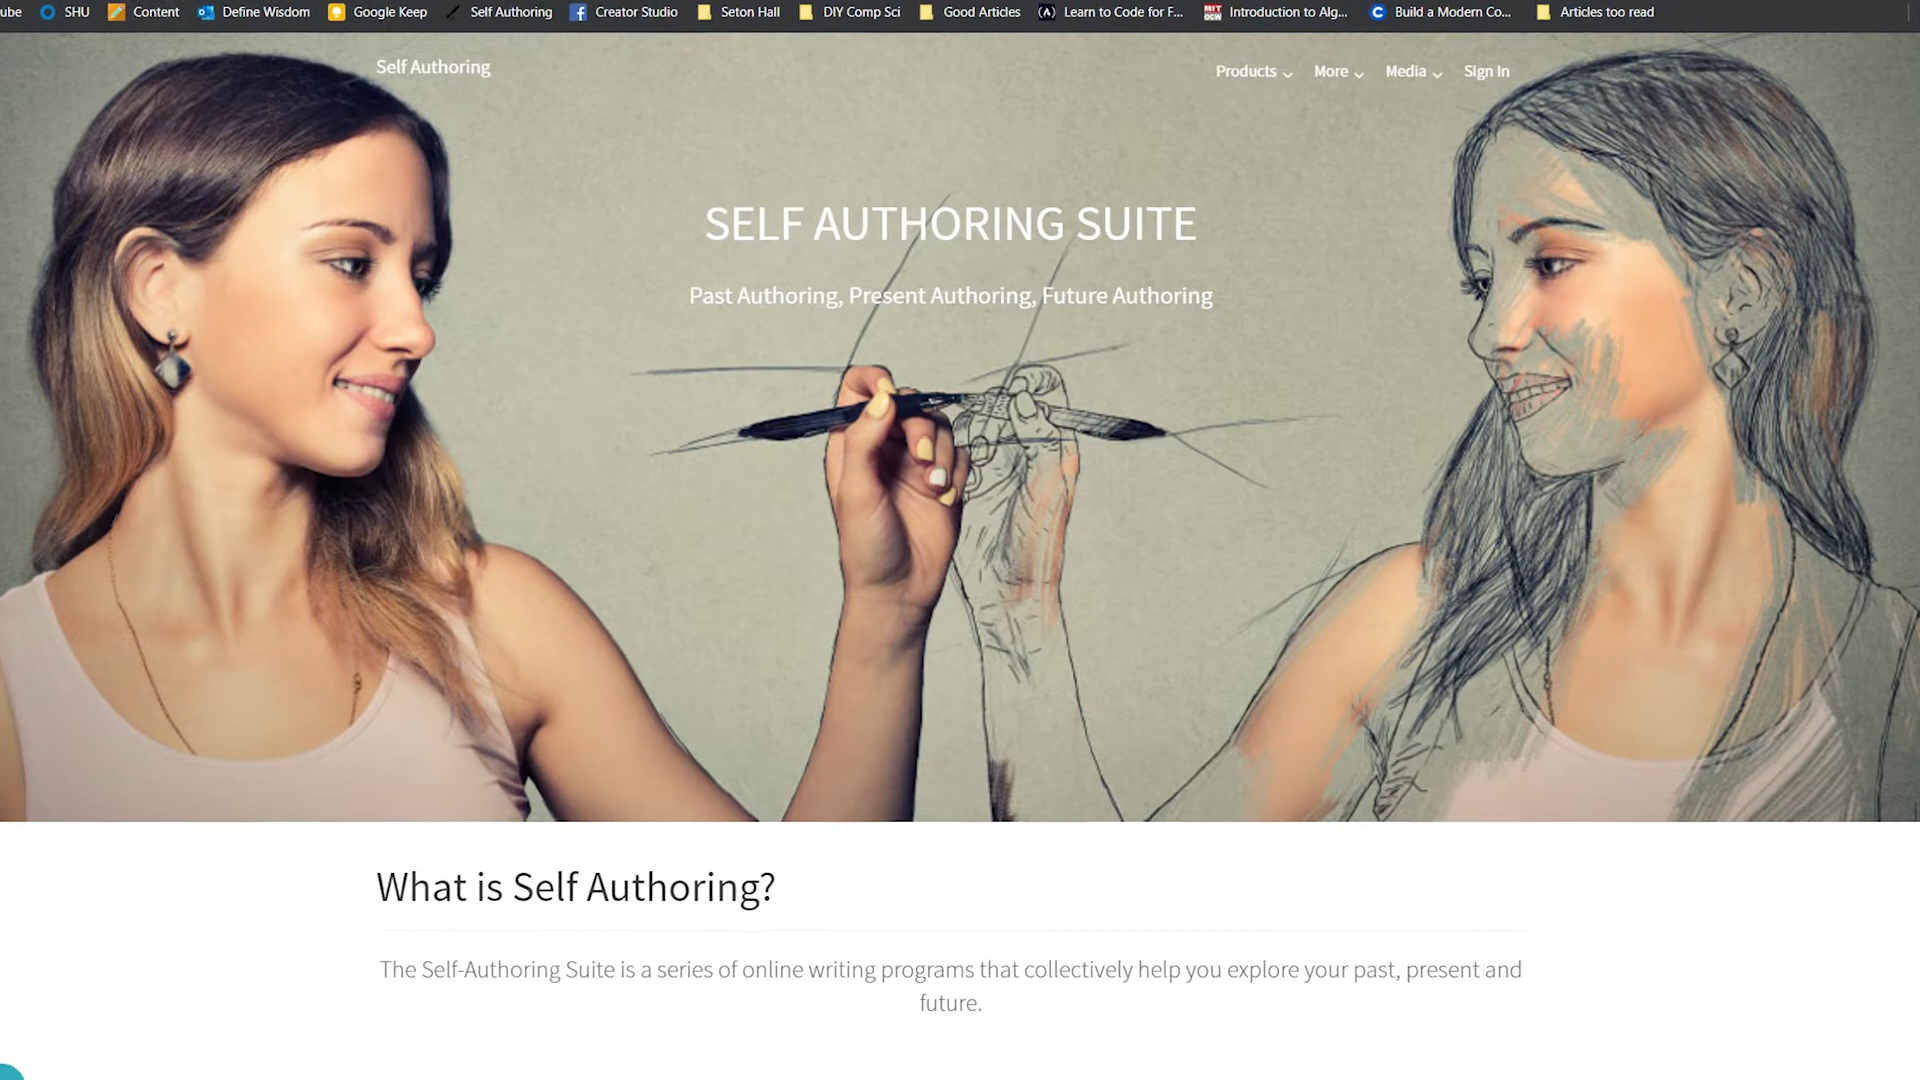 ube SHU Content Define Wisdom Google Keep Self Authoring Creator Studio Seton Hall DIY Comp Sci Good Articles Learn to Code for F... Introduction to Alg... Build a Modern Co... Articles too read
Self Authoring
Products More Media Sign In
SELF AUTHORING SUITE
Past Authoring, Present Authoring, Future Authoring
What is Self Authoring?
The Self-Authoring Suite is a series of online writing programs that collectively help you explore your past, present and
future.